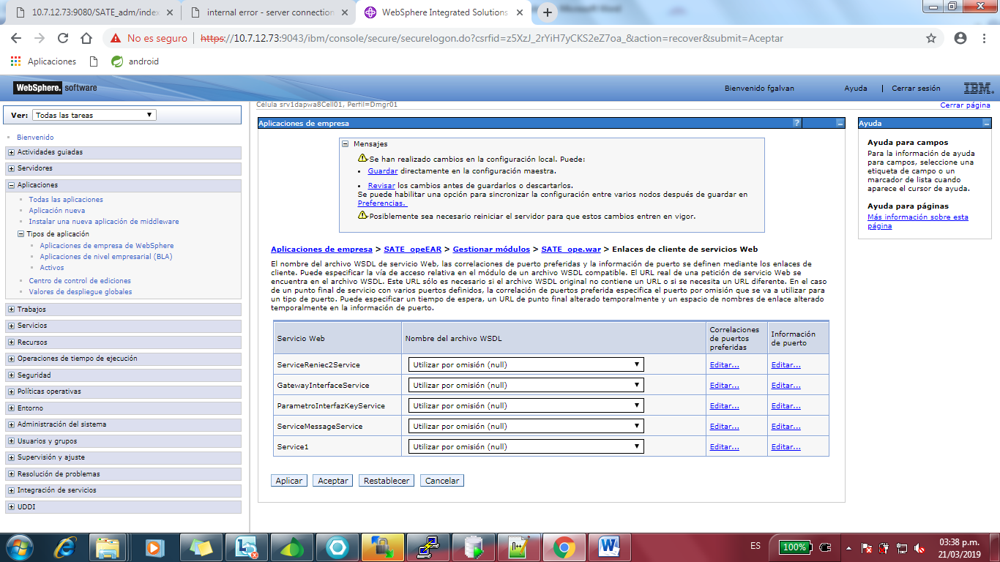 10.7.12.73:9080/SATE_adm/index
internal error - server connection
WebSphere Integrated Solutions
No es seguro
https://10.7.12.73:9043/ibm/console/secure/securelogon.do?csrfid=z5XzJ_2rYiH7yCKS2eZ7oa_&action=recover&submit=Aceptar
Aplicaciones
android
WebSphere. software
Bienvenido fgalvan
Ayuda
Cerrar sesión
IBM.
Ver: Todas las tareas
Bienvenido
Actividades guiadas
Servidores
Aplicaciones
Todas las aplicaciones
Aplicación nueva
Instalar una nueva aplicación de middleware
Tipos de aplicación
Aplicaciones de empresa de WebSphere
Aplicaciones de nivel empresarial (BLA)
Activos
Centro de control de ediciones
Valores de despliegue globales
Trabajos
Servicios
Recursos
Operaciones de tiempo de ejecución
Seguridad
Políticas operativas
Entorno
Administración del sistema
Usuarios y grupos
Supervisión y ajuste
Resolución de problemas
Integración de servicios
UDDI
Célula srv1dapwa8Cell01, Perfil=Dmgr01
Cerrar página
Aplicaciones de empresa
?
Mensajes
Se han realizado cambios en la configuración local. Puede:
Guardar directamente en la configuración maestra.
Revisar los cambios antes de guardarlos o descartarlos.
Se puede habilitar una opción para sincronizar la configuración entre varios nodos después de guardar en
Preferencias.
Posiblemente sea necesario reiniciar el servidor para que estos cambios entren en vigor.
Aplicaciones de empresa > SATE_opeEAR > Gestionar módulos > SATE_ope.war > Enlaces de cliente de servicios Web
El nombre del archivo WSDL de servicio Web, las correlaciones de puerto preferidas y la información de puerto se definen mediante los enlaces de
cliente. Puede especificar la vía de acceso relativa en el módulo de un archivo WSDL compatible. El URL real de una petición de servicio Web se
encuentra en el archivo WSDL. Este URL sólo es necesario si el archivo WSDL original no contiene un URL o si se necesita un URL diferente. En el caso
de un punto final de servicio con varios puertos definidos, la correlación de puertos preferida especifica el puerto por omisión que se va a utilizar para
un tipo de puerto. Puede especificar un tiempo de espera, un URL de punto final alterado temporalmente y un espacio de nombres de enlace alterado
temporalmente en la información de puerto.
Servicio Web
Nombre del archivo WSDL
Correlaciones
de puertos
preferidas
Información
de puerto
ServiceReniec2Service Utilizar por omisión (null) Editar... Editar...
GatewayInterfaceService Utilizar por omisión (null) Editar... Editar...
ParametroInterfazKeyService Utilizar por omisión (null) Editar... Editar...
ServiceMessageService Utilizar por omisión (null) Editar... Editar...
Service1 Utilizar por omisión (null) Editar... Editar...
Aplicar
Aceptar
Restablecer
Cancelar
Ayuda
Ayuda para campos
Para la información de ayuda
para campos, seleccione una
etiqueta de campo o un
marcador de lista cuando
aparece el cursor de ayuda.
Ayuda para páginas
Más información sobre esta
página
ES
100%
03:38 p.m.
21/03/2019